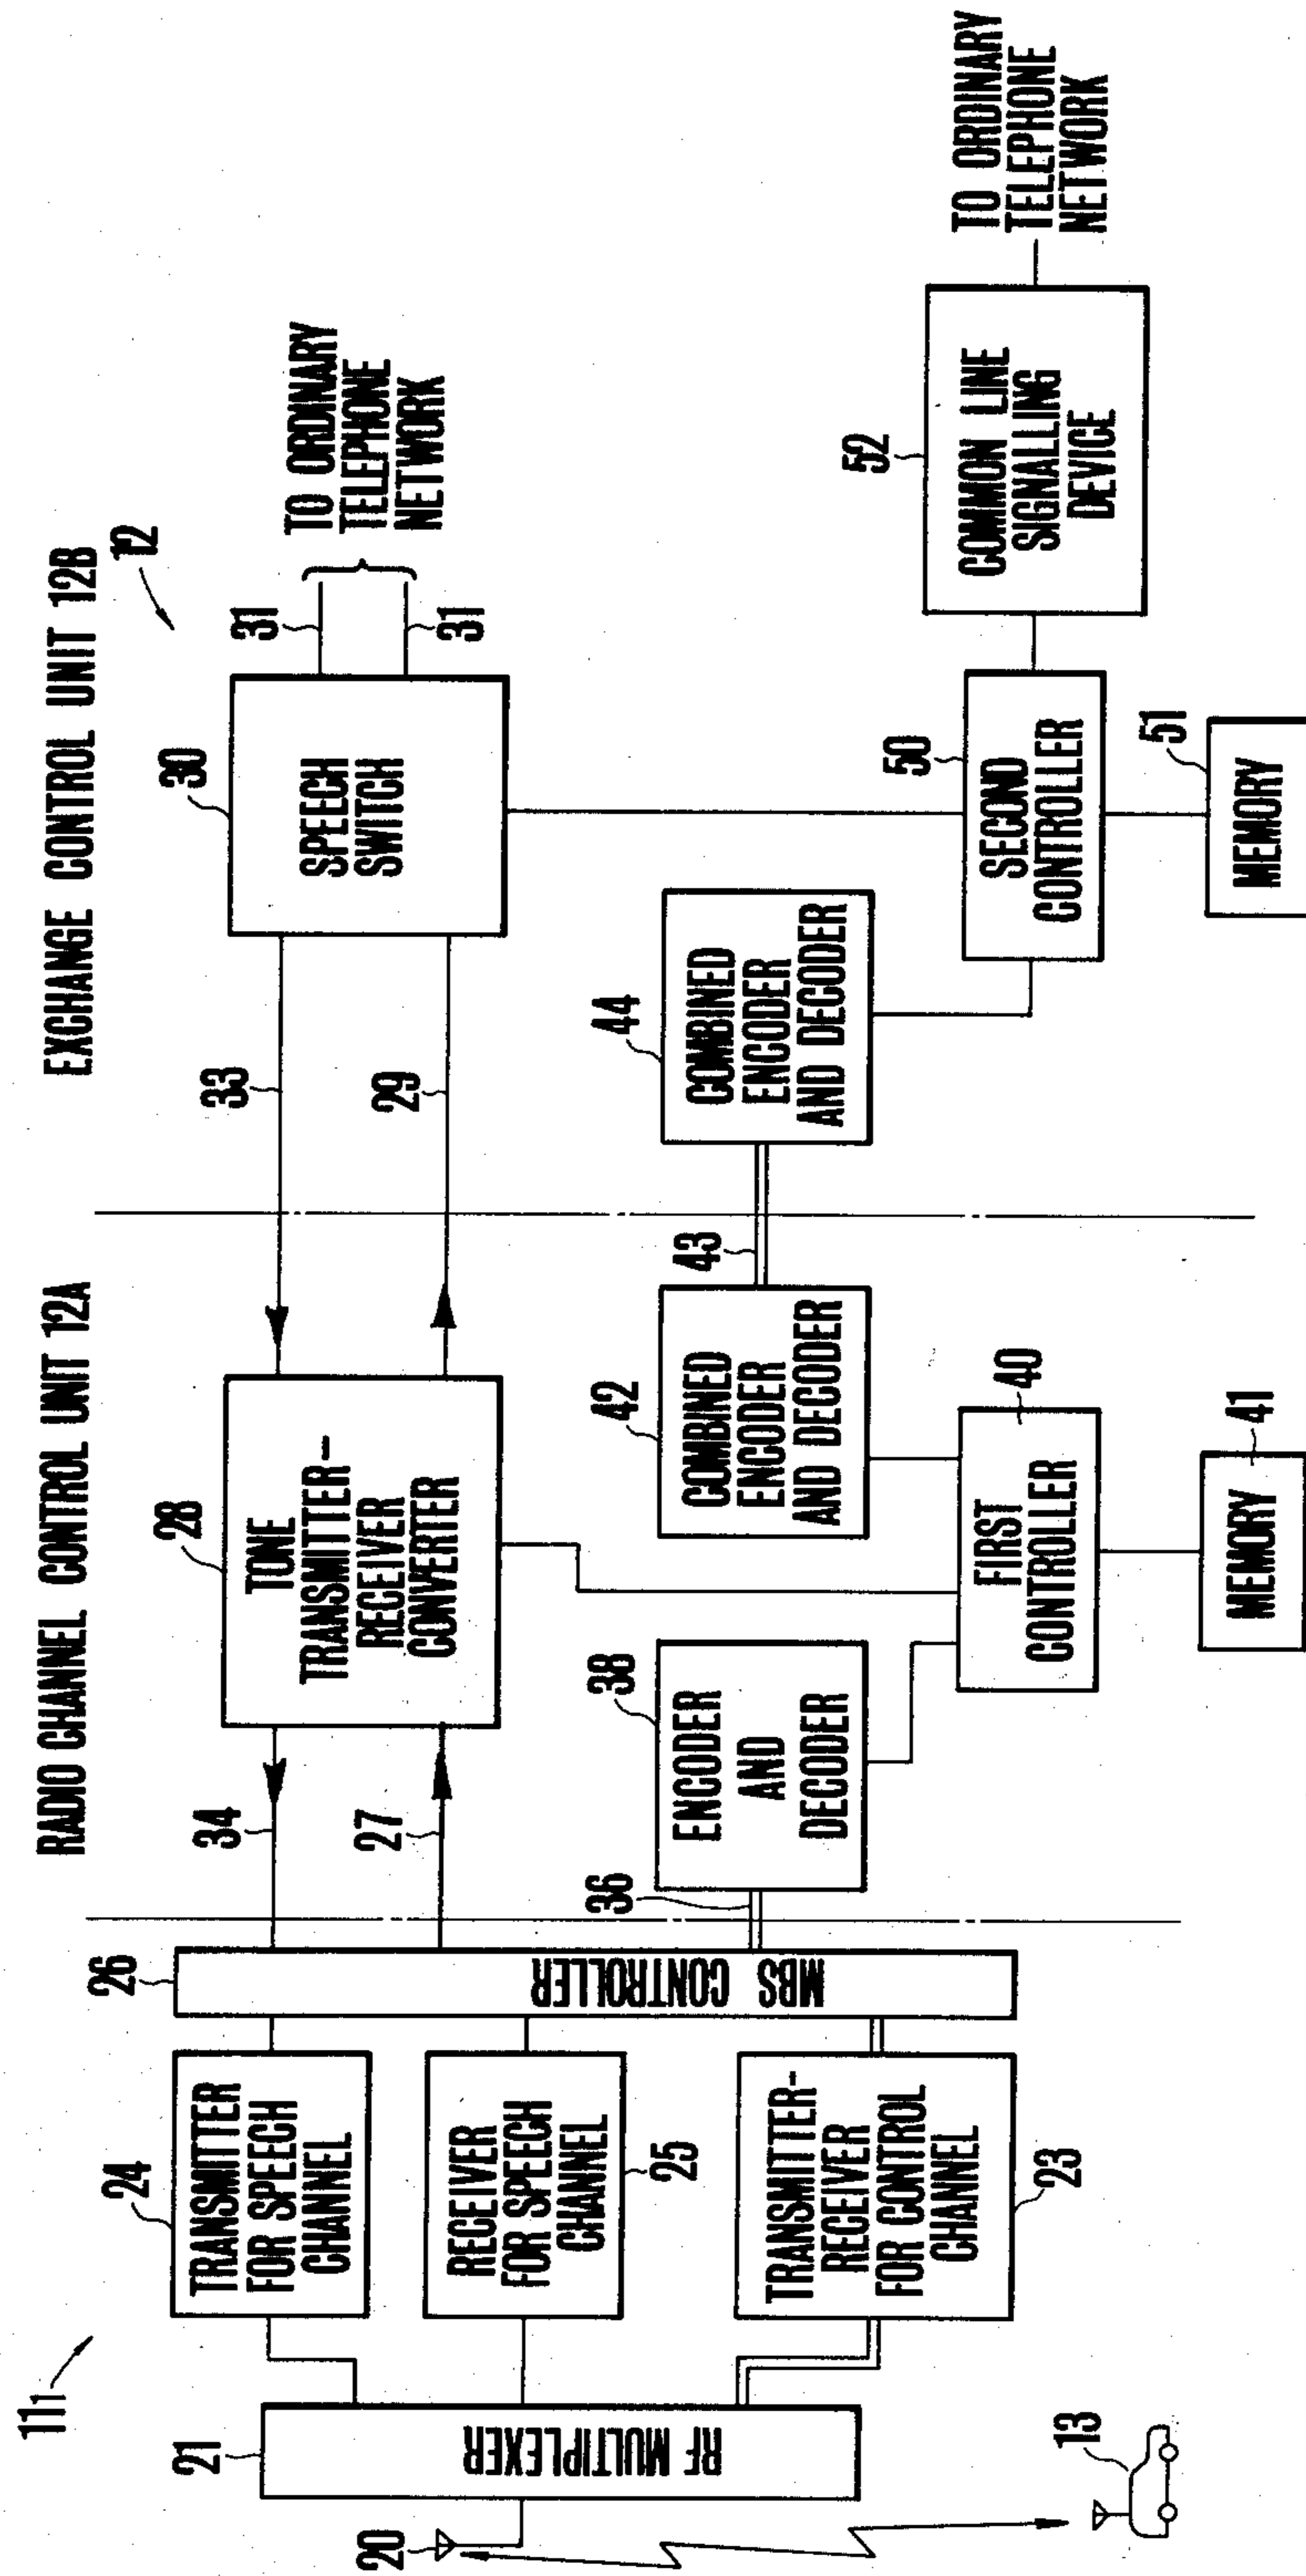 RADIO CHANNEL CONTROL UNIT 12A
EXCHANGE CONTROL UNIT 12B
12
11₁
20
21
RF MULTIPLEXER
13
24
TRANSMITTER
FOR SPEECH
CHANNEL
RECEIVER
FOR SPEECH
CHANNEL
25
TRANSMITTER-
RECEIVER
FOR CONTROL
CHANNEL
23
26
MBS CONTROLLER
34
27
36
28
TONE
TRANSMITTER-
RECEIVER
CONVERTER
38
ENCODER
AND
DECODER
42
COMBINED
ENCODER
AND DECODER
43
FIRST
CONTROLLER
40
MEMORY
41
33
29
44
COMBINED
ENCODER
AND DECODER
30
SPEECH
SWITCH
31
31
TO ORDINARY
TELEPHONE
NETWORK
50
SECOND
CONTROLLER
51
MEMORY
52
COMMON LINE
SIGNALLING
DEVICE
TO ORDINARY
TELEPHONE
NETWORK